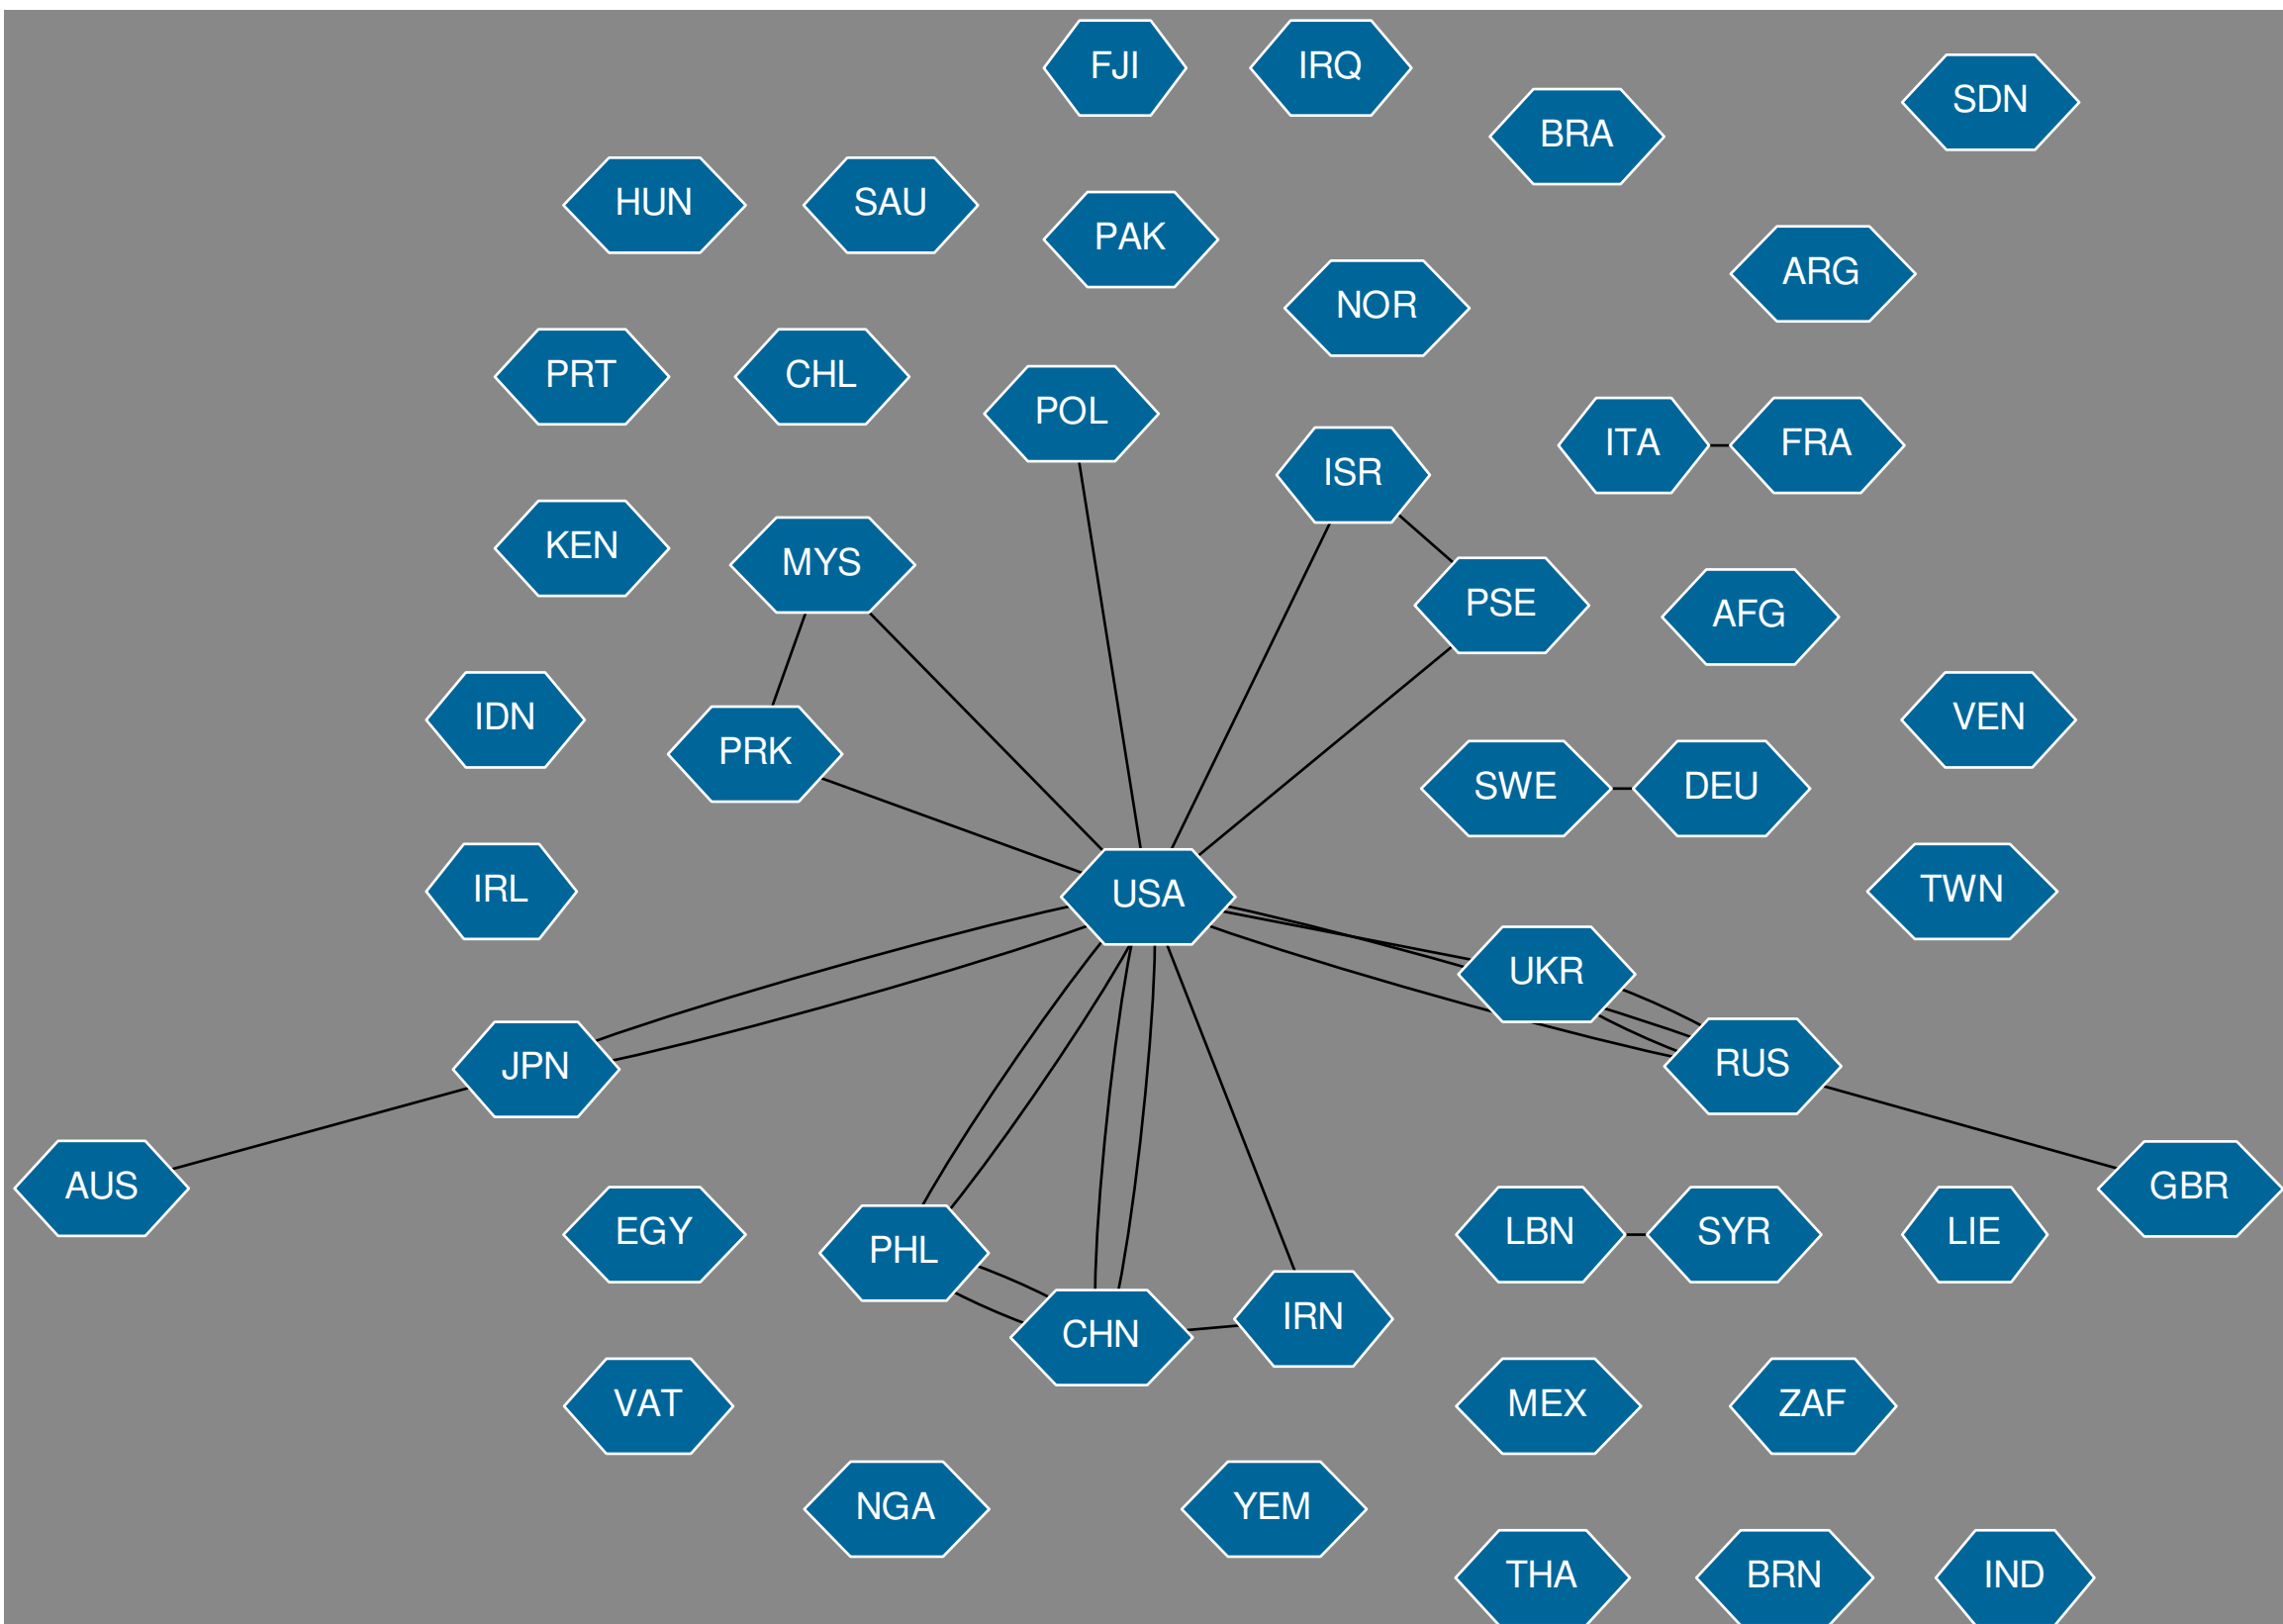 FJI
IRQ
SDN
BRA
HUN
SAU
PAK
ARG
NOR
PRT
CHL
POL
ITA
FRA
ISR
KEN
MYS
PSE
AFG
IDN
VEN
PRK
SWE
DEU
IRL
USA
TWN
UKR
JPN
RUS
AUS
GBR
EGY
PHL
LBN
SYR
LIE
CHN
IRN
VAT
MEX
ZAF
NGA
YEM
THA
BRN
IND